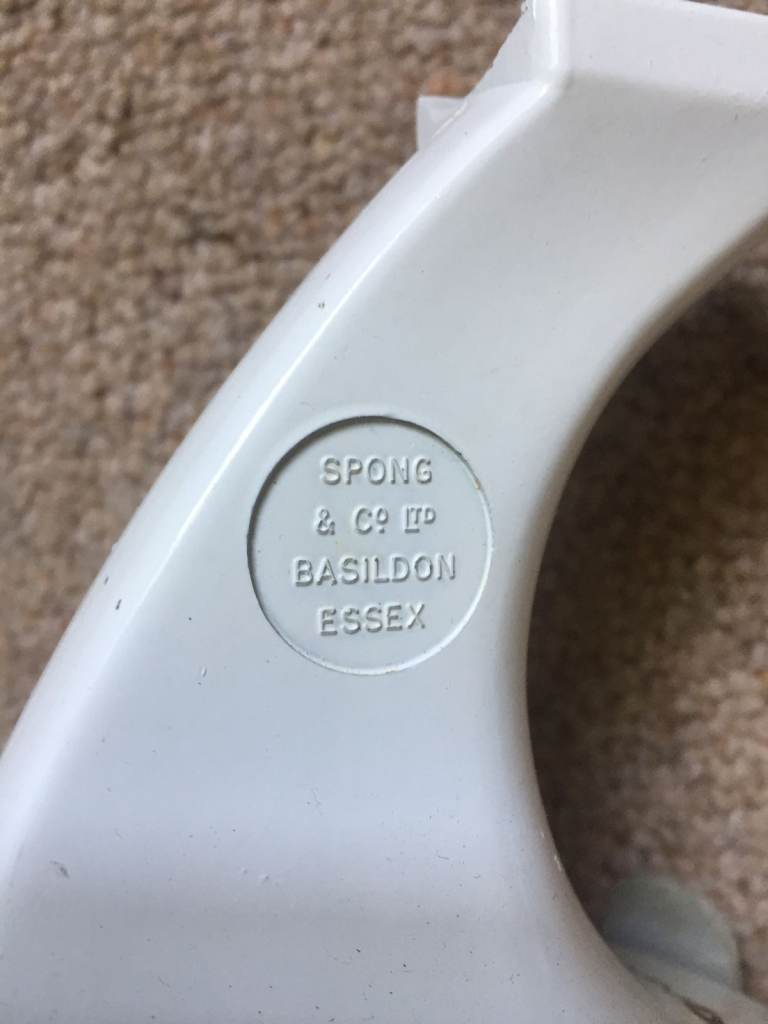 SPONG
& Cº LTD
BASILDON
ESSEX